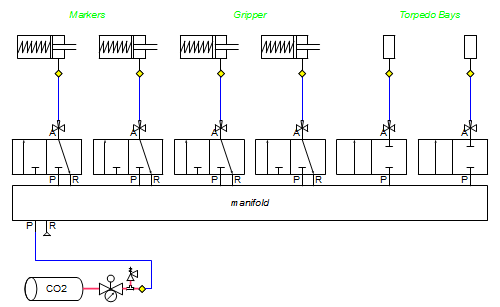 Markers Gripper Torpedo Bays
A A A A A A
P R P R P R P R P P
manifold
P R
CO2